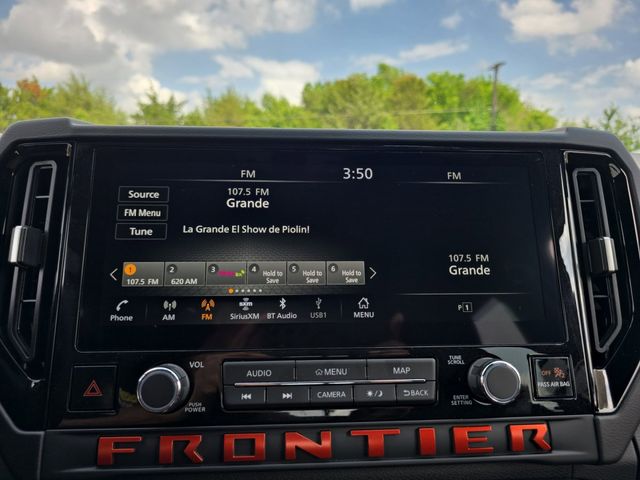 FM 3:50 FM
Source
FM Menu
Tune
107.5 FM
Grande
La Grande El Show de Piolin!
107.5 FM
Grande
1 2 3 4 5 6
107.5 FM 620 AM Hold to Save Hold to Save Hold to Save
Phone AM FM SiriusXM BT Audio USB1 MENU
P 1
VOL
PUSH POWER
AUDIO MENU MAP
CAMERA BACK
TUNE SCROLL
ENTER SETTING
OFF
PASS AIR BAG
FRONTIER